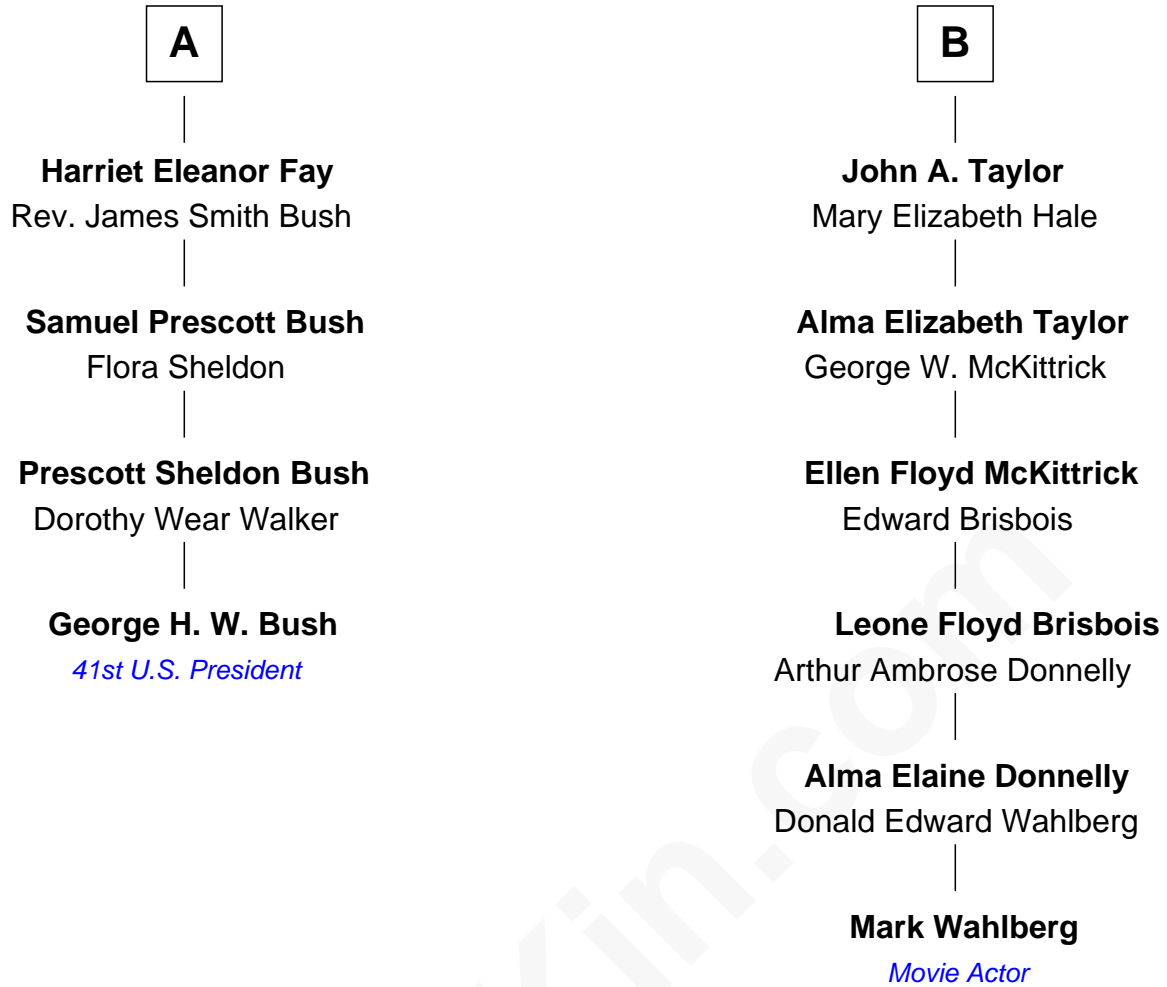 A
Harriet Eleanor Fay
Rev. James Smith Bush
Samuel Prescott Bush
Flora Sheldon
Prescott Sheldon Bush
Dorothy Wear Walker
George H. W. Bush
41st U.S. President
B
John A. Taylor
Mary Elizabeth Hale
Alma Elizabeth Taylor
George W. McKittrick
Ellen Floyd McKittrick
Edward Brisbois
Leone Floyd Brisbois
Arthur Ambrose Donnelly
Alma Elaine Donnelly
Donald Edward Wahlberg
Mark Wahlberg
Movie Actor